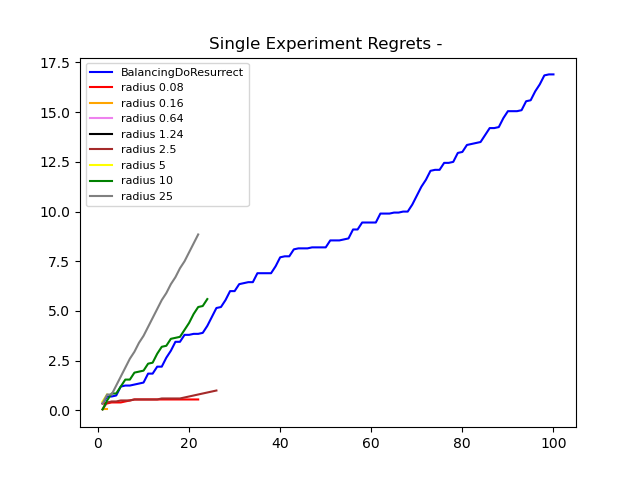 Single Experiment Regrets -
17.5
15.0
12.5
10.0
7.5
5.0
2.5
0.0
BalancingDoResurrect
radius 0.08
radius 0.16
radius 0.64
radius 1.24
radius 2.5
radius 5
radius 10
radius 25
0 20 40 60 80 100